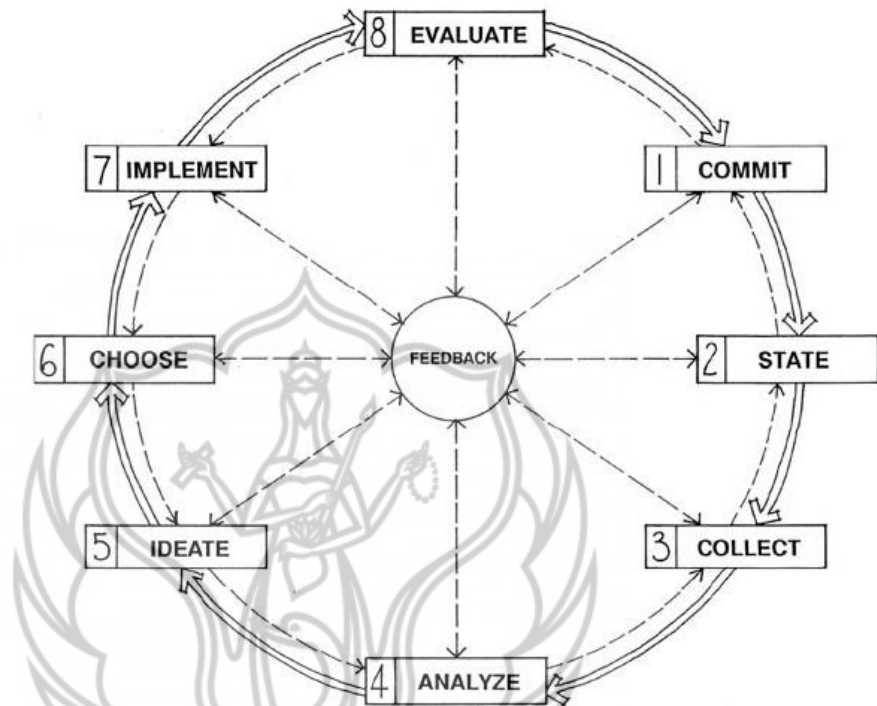 8 EVALUATE
1 COMMIT
2 STATE
3 COLLECT
4 ANALYZE
5 IDEATE
6 CHOOSE
7 IMPLEMENT
FEEDBACK